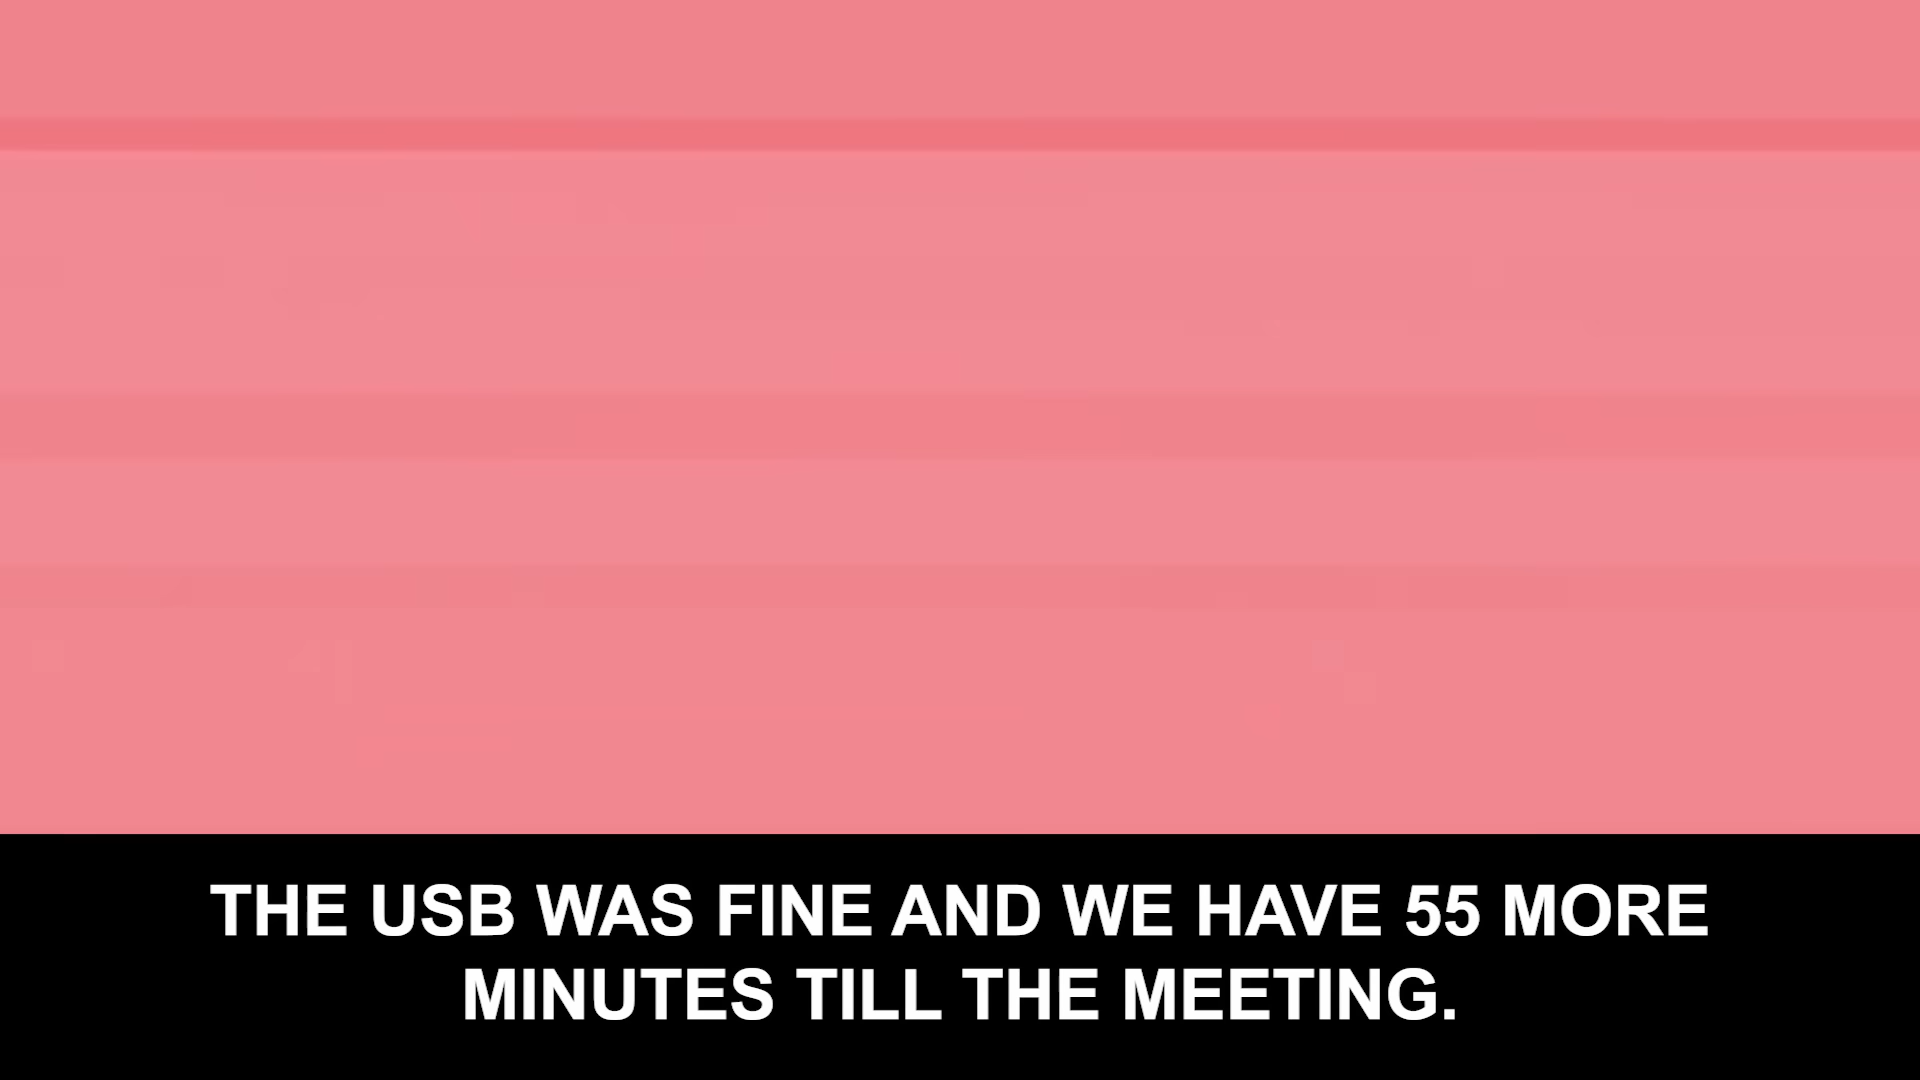 THE USB WAS FINE AND WE HAVE 55 MORE
MINUTES TILL THE MEETING.